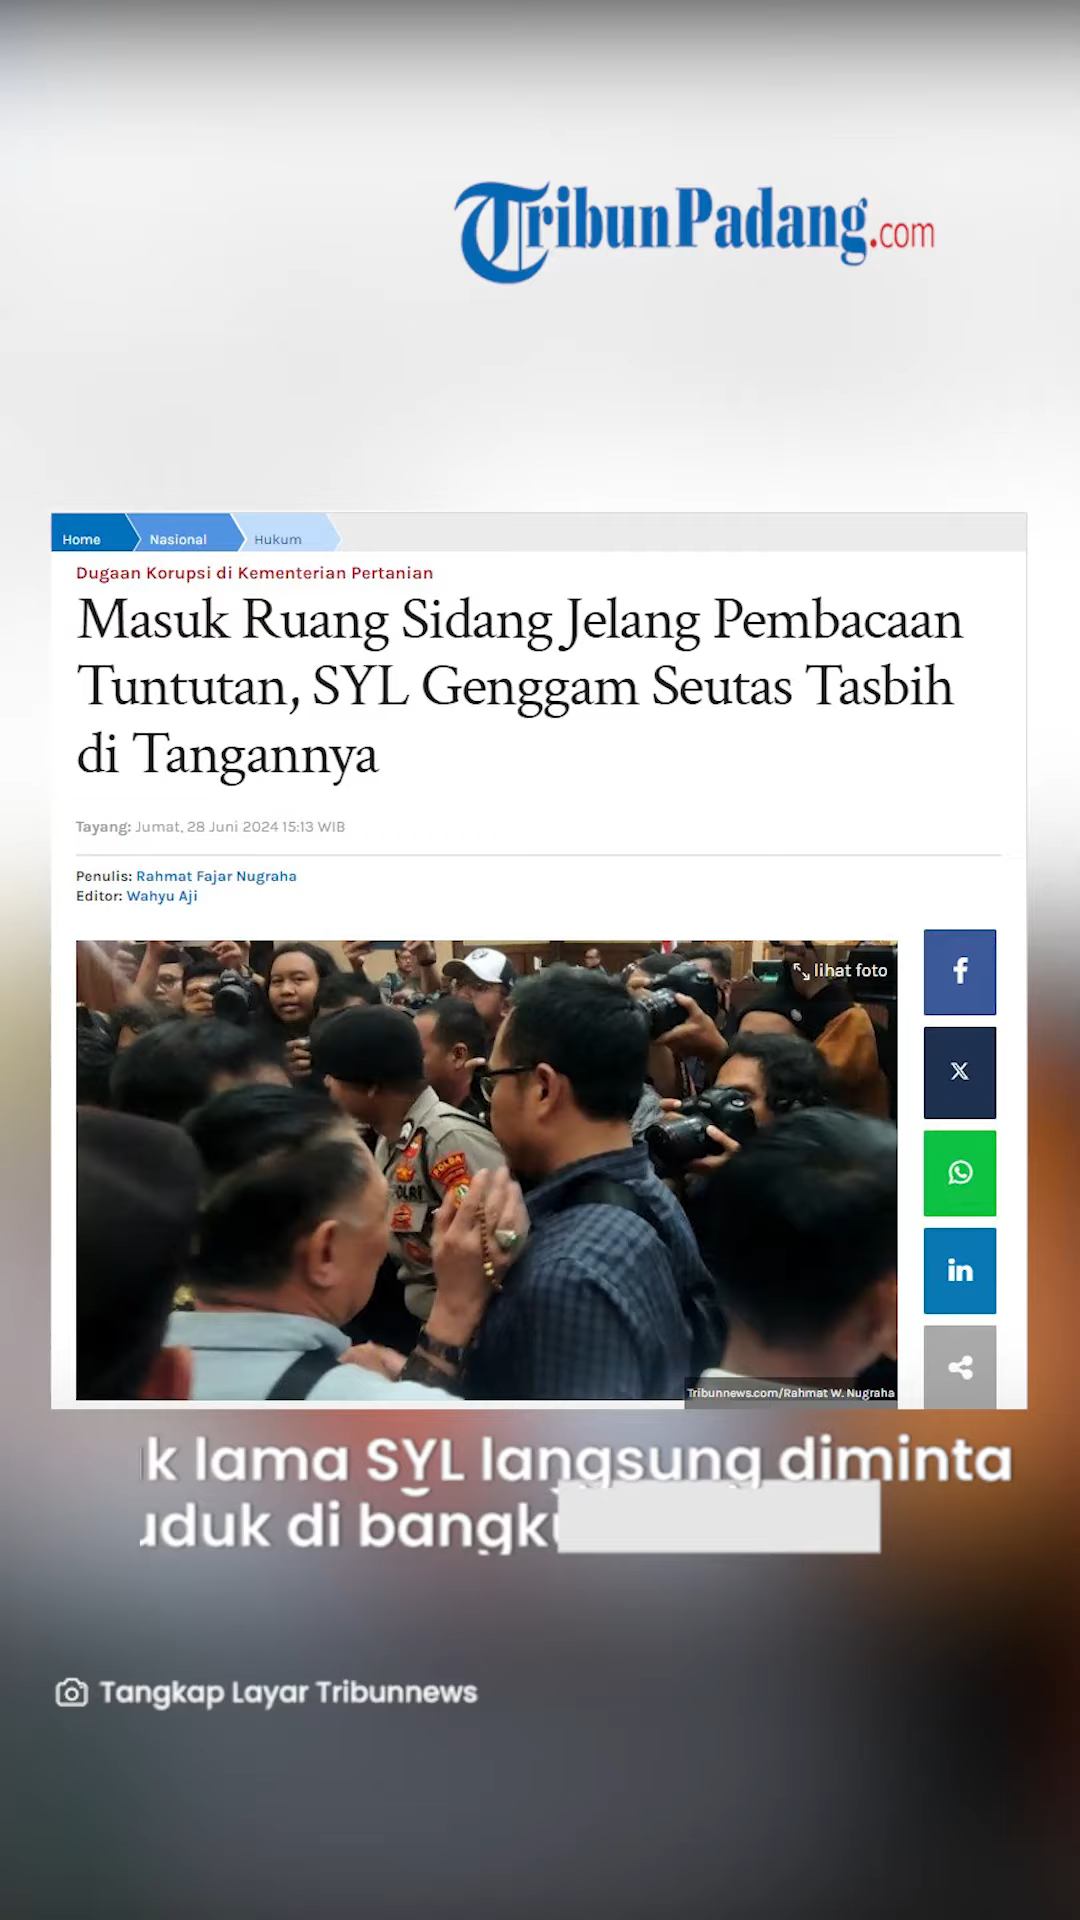 TribunPadang.com
Home Nasional Hukum
Dugaan Korupsi di Kementerian Pertanian
Masuk Ruang Sidang Jelang Pembacaan
Tuntutan, SYL Genggam Seutas Tasbih
di Tangannya
Tayang: Jumat, 28 Juni 2024 15:13 WIB
Penulis: Rahmat Fajar Nugraha
Editor: Wahyu Aji
lihat foto
POLDA
POLRI
Tribunnews.com/Rahmat W. Nugraha
lama SYL langsung diminta
di
Tangkap Layar Tribunnews